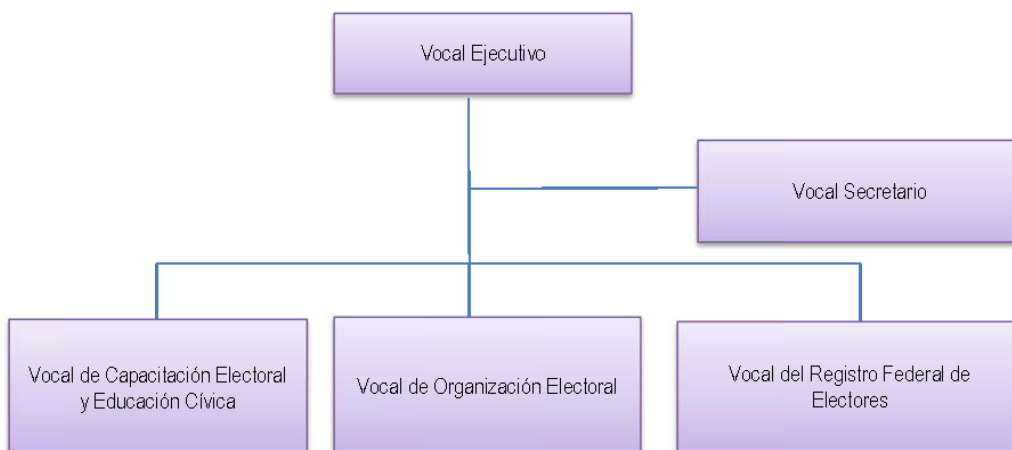 Vocal Ejecutivo
Vocal Secretario
Vocal de Capacitación Electoral
y Educación Cívica
Vocal de Organización Electoral
Vocal del Registro Federal de
Electores